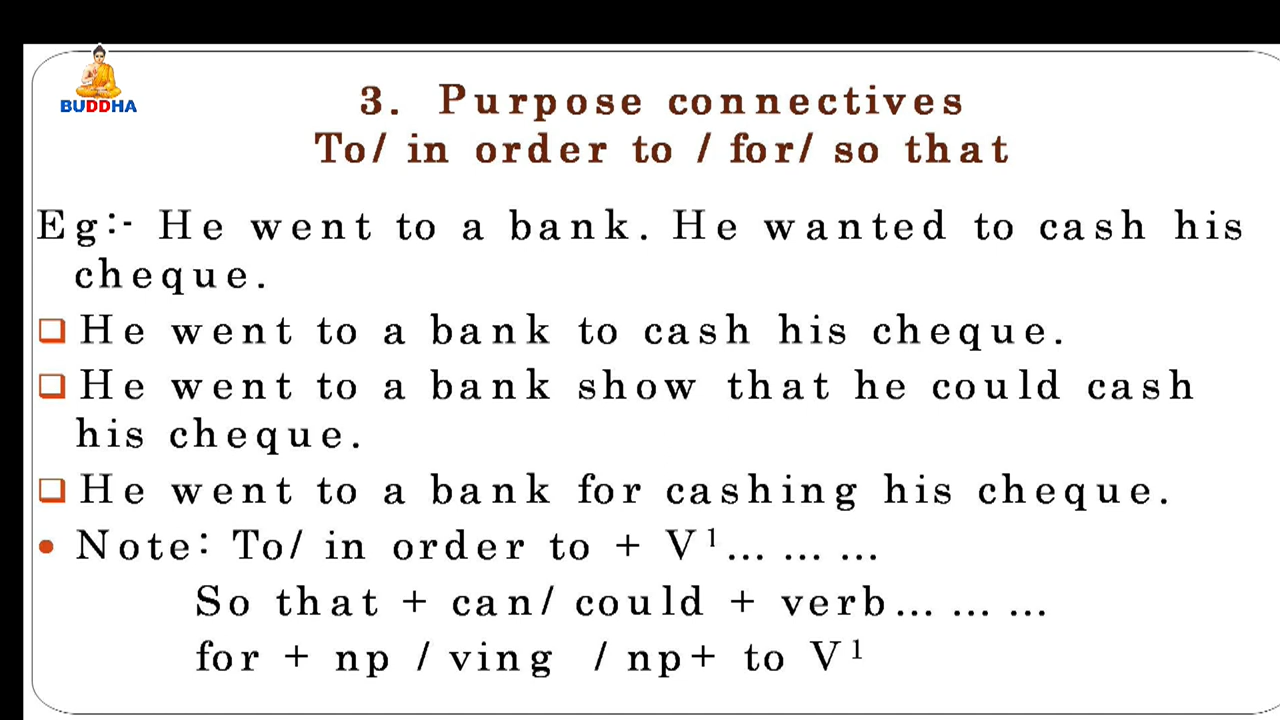 BUDDHA
3. Purpose connectives
To/ in order to / for/ so that
Eg:- He went to a bank. He wanted to cash his
cheque.
He went to a bank to cash his cheque.
He went to a bank show that he could cash
his cheque.
He went to a bank for cashing his cheque.
Note: To/ in order to + V¹... ... ...
So that + can/ could + verb... ... ...
for + np / ving / np+ to V¹